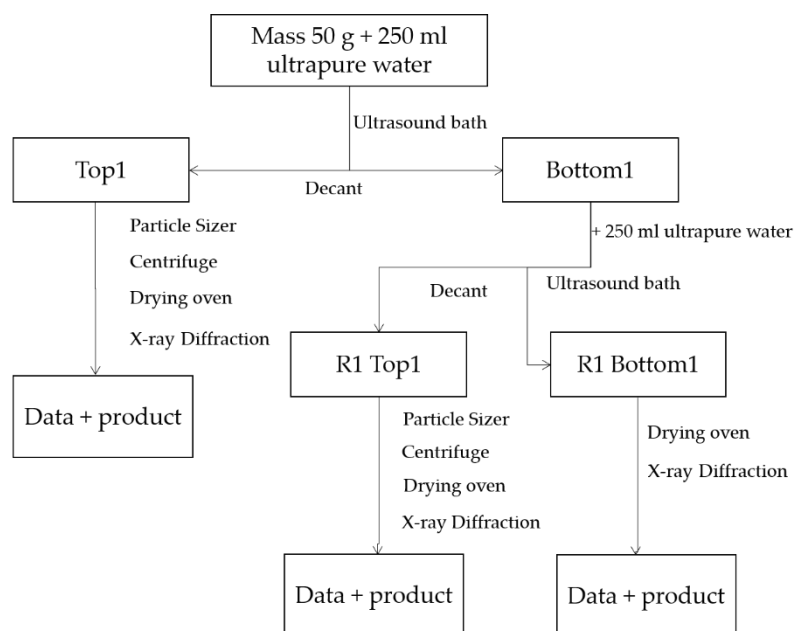 Mass 50 g + 250 ml
ultrapure water
Ultrasound bath
Top1
Decant
Bottom1
Particle Sizer
Centrifuge
Drying oven
X-ray Diffraction
+ 250 ml ultrapure water
Decant
Ultrasound bath
R1 Top1
R1 Bottom1
Data + product
Particle Sizer
Centrifuge
Drying oven
X-ray Diffraction
Drying oven
X-ray Diffraction
Data + product
Data + product